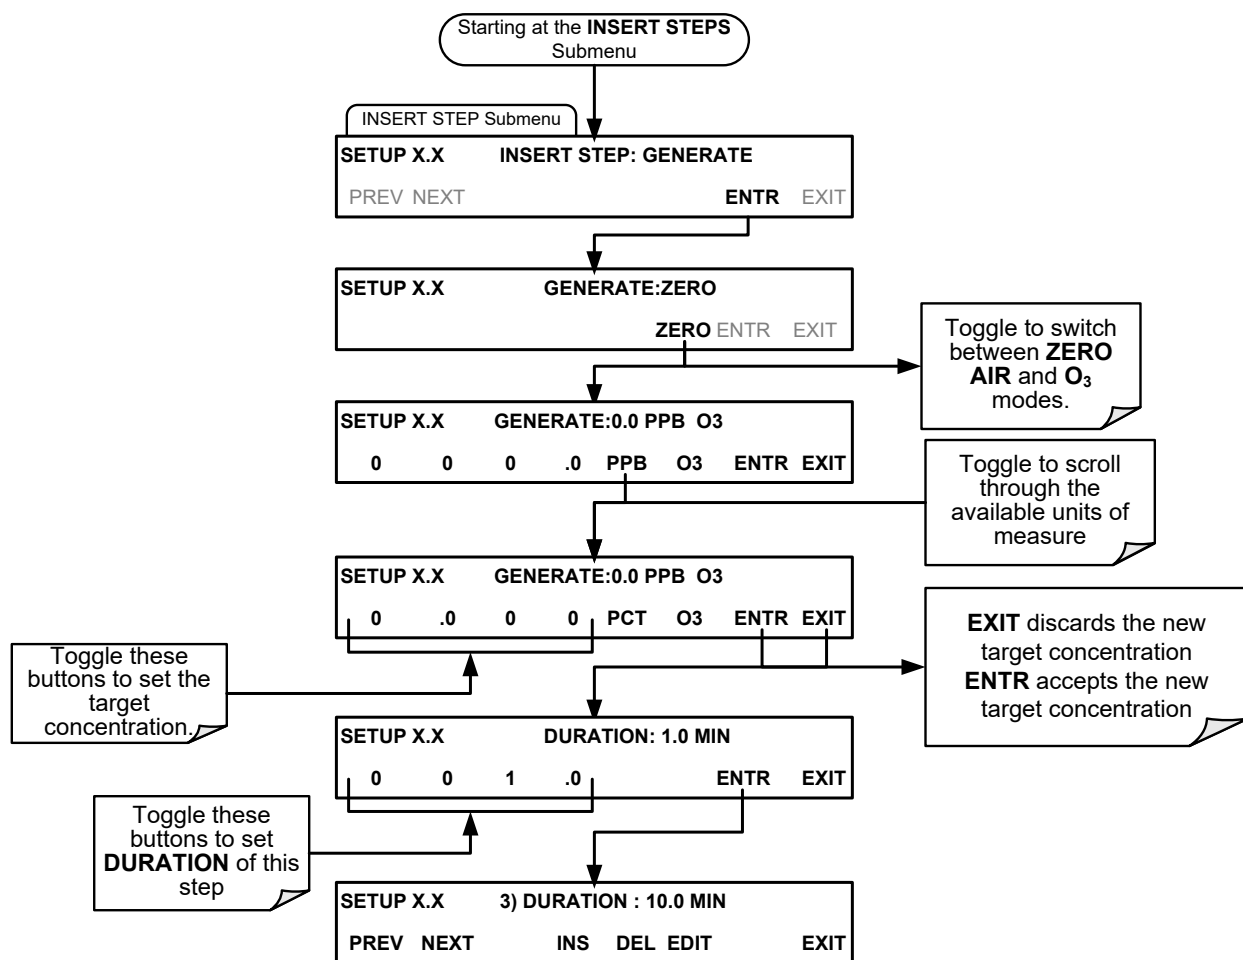 Starting at the INSERT STEPS
Submenu
INSERT STEP Submenu
SETUP X.X INSERT STEP: GENERATE
PREV NEXT ENTR EXIT
SETUP X.X GENERATE:ZERO
ZERO ENTR EXIT
Toggle to switch
between ZERO
AIR and O₃
modes.
SETUP X.X GENERATE:0.0 PPB O3
0 0 0 .0 PPB O3 ENTR EXIT
Toggle to scroll
through the
available units of
measure
SETUP X.X GENERATE:0.0 PPB O3
0 .0 0 0 PCT O3 ENTR EXIT
EXIT discards the new
target concentration
ENTR accepts the new
target concentration
Toggle these
buttons to set the
target
concentration.
SETUP X.X DURATION: 1.0 MIN
0 0 1 .0 ENTR EXIT
Toggle these
buttons to set
DURATION of this
step
SETUP X.X 3) DURATION : 10.0 MIN
PREV NEXT INS DEL EDIT EXIT